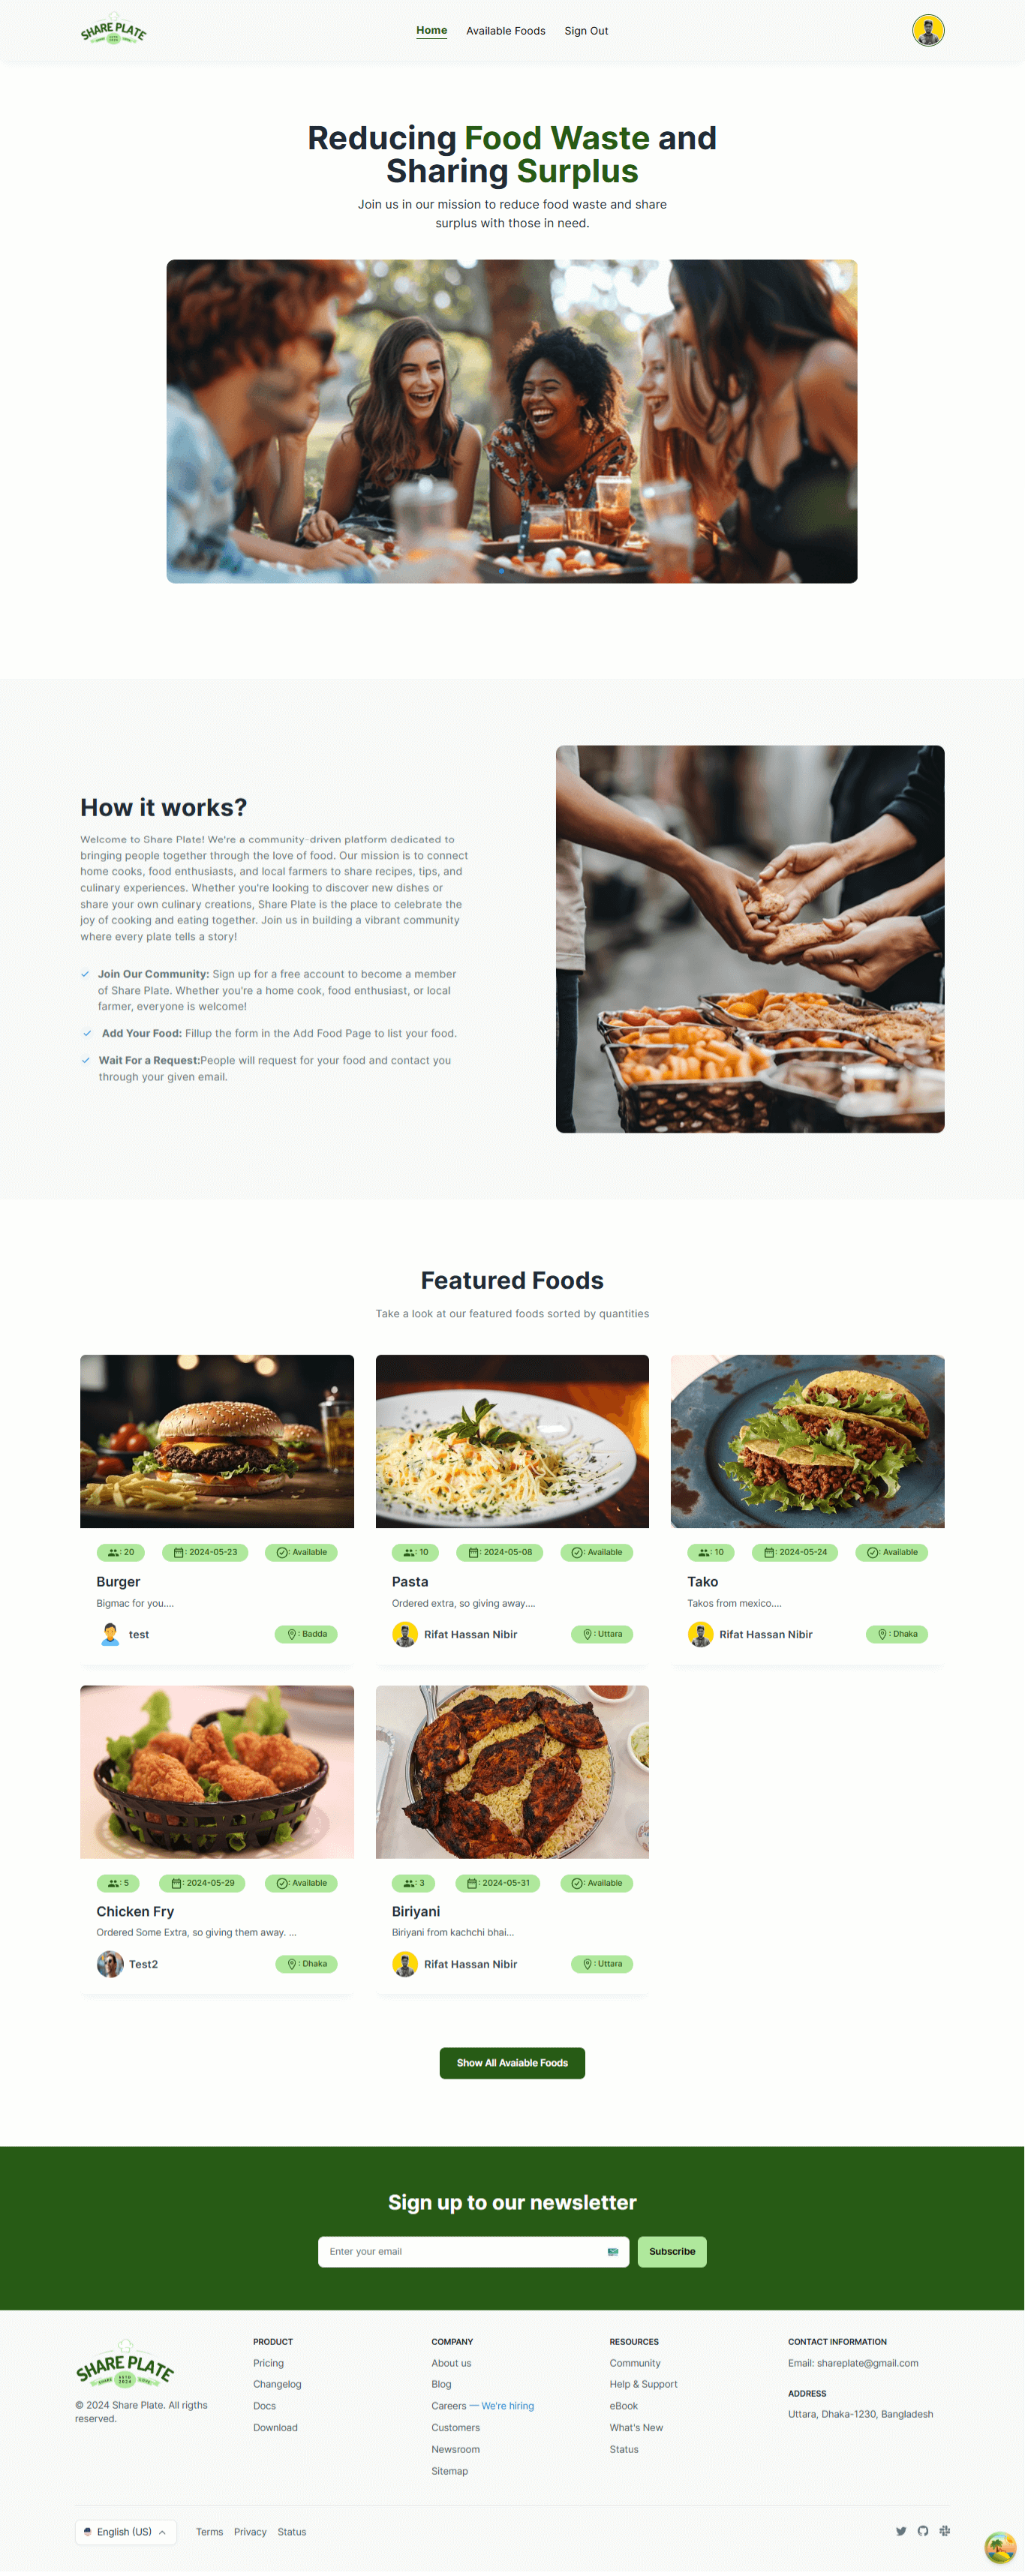 SHARE PLATE
Home
Available Foods
Sign Out
Reducing Food Waste and
Sharing Surplus
Join us in our mission to reduce food waste and share
surplus with those in need.
How it works?
Welcome to Share Plate! We're a community-driven platform dedicated to
bringing people together through the love of food. Our mission is to connect
home cooks, food enthusiasts, and local farmers to share recipes, tips, and
culinary experiences. Whether you're looking to discover new dishes or
share your own culinary creations, Share Plate is the place to celebrate the
joy of cooking and eating together. Join us in building a vibrant community
where every plate tells a story!
Join Our Community: Sign up for a free account to become a member
of Share Plate. Whether you're a home cook, food enthusiast, or local
farmer, everyone is welcome!
Add Your Food: Fillup the form in the Add Food Page to list your food.
Wait For a Request:People will request for your food and contact you
through your given email.
Featured Foods
Take a look at our featured foods sorted by quantities
: 20
: 2024-05-23
: Available
Burger
Bigmac for you....
test
: Badda
: 10
: 2024-05-08
: Available
Pasta
Ordered extra, so giving away....
Rifat Hassan Nibir
: Uttara
: 10
: 2024-05-24
: Available
Tako
Takos from mexico....
Rifat Hassan Nibir
: Dhaka
: 5
: 2024-05-29
: Available
Chicken Fry
Ordered Some Extra, so giving them away. ...
Test2
: Dhaka
: 3
: 2024-05-31
: Available
Biriyani
Biriyani from kachchi bhai...
Rifat Hassan Nibir
: Uttara
Show All Avaiable Foods
Sign up to our newsletter
Enter your email
Subscribe
SHARE PLATE
SHARE
ESTD
2024
LOVE
© 2024 Share Plate. All rigths
reserved.
PRODUCT
Pricing
Changelog
Docs
Download
COMPANY
About us
Blog
Careers — We're hiring
Customers
Newsroom
Sitemap
RESOURCES
Community
Help & Support
eBook
What's New
Status
CONTACT INFORMATION
Email: shareplate@gmail.com
ADDRESS
Uttara, Dhaka-1230, Bangladesh
English (US)
Terms
Privacy
Status